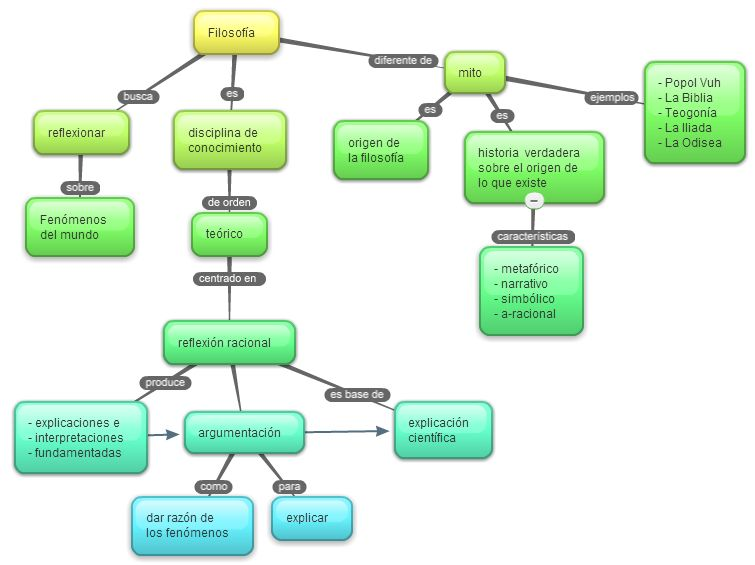 Filosofía
diferente de
mito
busca
es
ejemplos
- Popol Vuh
- La Biblia
- Teogonía
- La Iliada
- La Odisea
reflexionar
disciplina de
conocimiento
es
es
origen de
la filosofía
historia verdadera
sobre el origen de
lo que existe
sobre
de orden
Fenómenos
del mundo
teórico
características
- metafórico
- narrativo
- simbólico
- a-racional
centrado en
reflexión racional
produce
es base de
- explicaciones e
- interpretaciones
- fundamentadas
argumentación
explicación
científica
como
para
dar razón de
los fenómenos
explicar